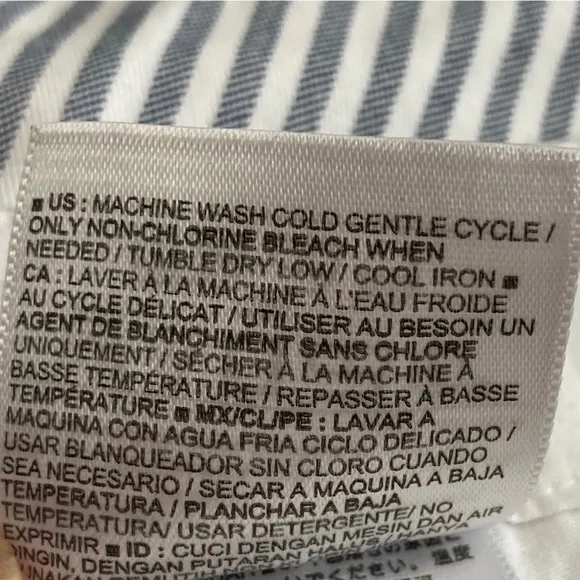 ■ US : MACHINE WASH COLD GENTLE CYCLE /
ONLY NON-CHLORINE BLEACH WHEN
NEEDED / TUMBLE DRY LOW / COOL IRON ■
CA : LAVER À LA MACHINE À L'EAU FROIDE
AU CYCLE DÉLICAT / UTILISER AU BESOIN UN
AGENT DE BLANCHIMENT SANS CHLORE
UNIQUEMENT / SÉCHER À LA MACHINE À
BASSE TEMPÉRATURE / REPASSER À BASSE
TEMPÉRATURE ■ MX/CL/PE : LAVAR A
MAQUINA CON AGUA FRIA CICLO DELICADO /
USAR BLANQUEADOR SIN CLORO CUANDO
SEA NECESARIO / SECAR A MAQUINA A BAJA
TEMPERATURA / PLANCHAR A BAJA
TEMPERATURA/ USAR DETERGENTE/ NO
EXPRIMIR ■ ID : CUCI DENGAN MESIN DAN AIR
DINGIN, DENGAN PUTARAN